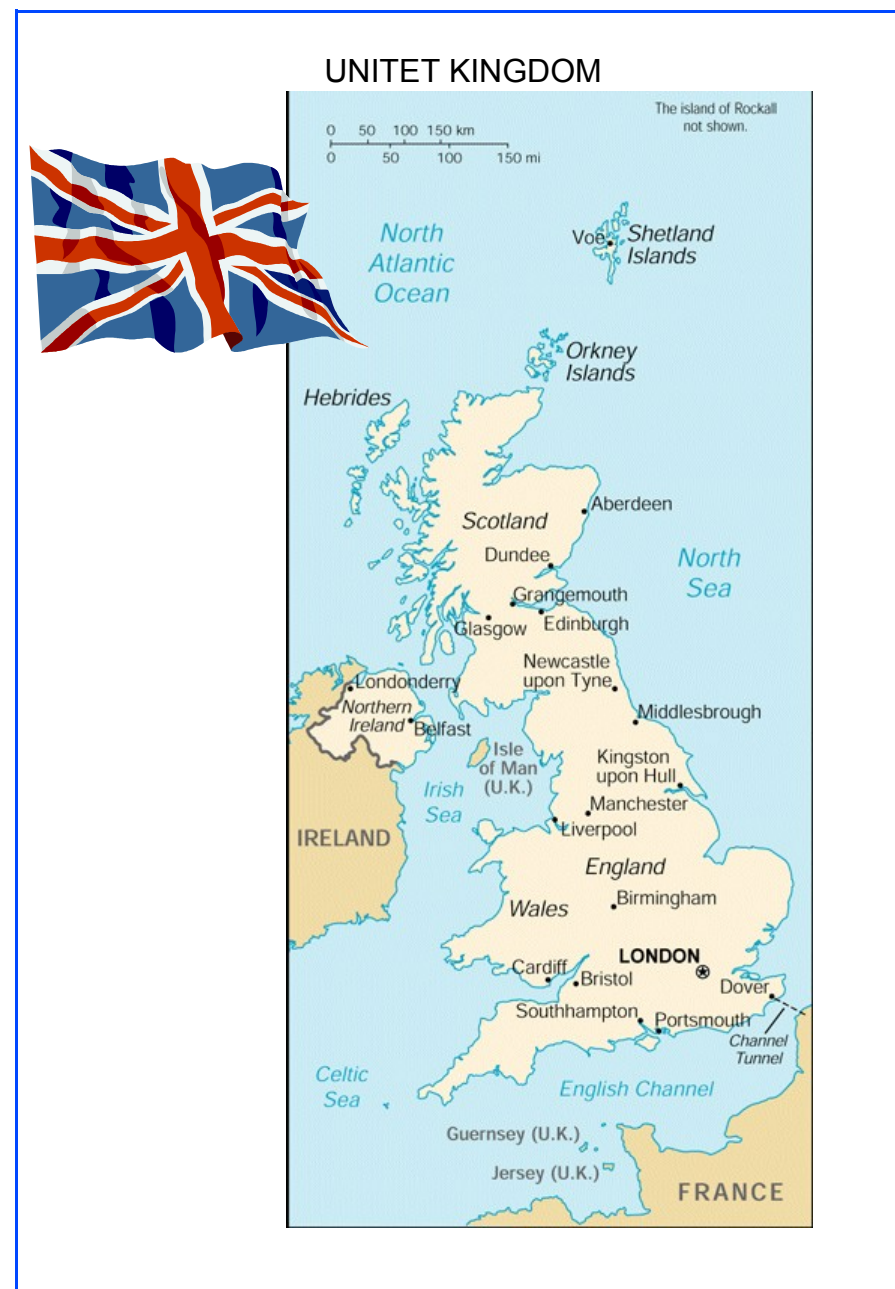 UNITET KINGDOM
The island of Rockall
not shown.
0 50 100 150 km
0 50 100 150 mi
North
Atlantic
Ocean
Voe
Shetland
Islands
Orkney
Islands
Hebrides
Aberdeen
Scotland
Dundee
North
Sea
Grangemouth
Glasgow
Edinburgh
Newcastle
upon Tyne
Londonderry
Northern
Ireland
Belfast
Middlesbrough
Isle
of Man
(U.K.)
Kingston
upon Hull
Irish
Sea
Manchester
Liverpool
IRELAND
England
Birmingham
Wales
LONDON
Cardiff
Bristol
Dover
Southhampton
Portsmouth
Channel
Tunnel
Celtic
Sea
English Channel
Guernsey (U.K.)
Jersey (U.K.)
FRANCE